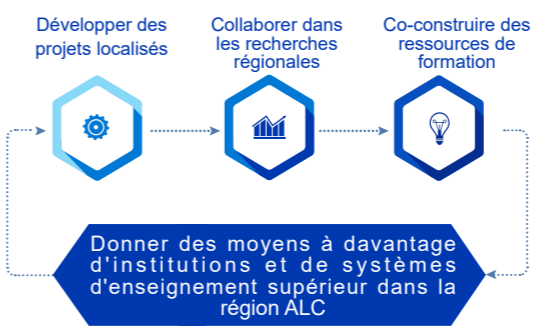 Développer des
projets localisés
Collaborer dans
les recherches
régionales
Co-construire des
ressources de
formation
Donner des moyens à davantage
d'institutions et de systèmes
d'enseignement supérieur dans la
région ALC